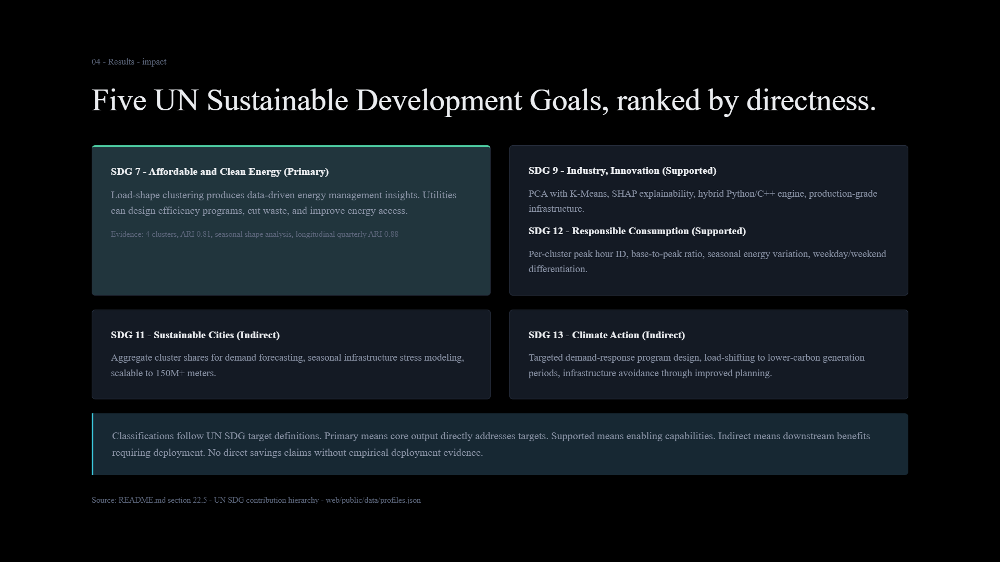 04 - Results - impact
Five UN Sustainable Development Goals, ranked by directness.
SDG 7 - Affordable and Clean Energy (Primary)
Load-shape clustering produces data-driven energy management insights. Utilities
can design efficiency programs, cut waste, and improve energy access.
Evidence: 4 clusters, ARI 0.81, seasonal shape analysis, longitudinal quarterly ARI 0.88
SDG 9 - Industry, Innovation (Supported)
PCA with K-Means, SHAP explainability, hybrid Python/C++ engine, production-grade
infrastructure.
SDG 12 - Responsible Consumption (Supported)
Per-cluster peak hour ID, base-to-peak ratio, seasonal energy variation, weekday/weekend
differentiation.
SDG 11 - Sustainable Cities (Indirect)
Aggregate cluster shares for demand forecasting, seasonal infrastructure stress modeling,
scalable to 150M+ meters.
SDG 13 - Climate Action (Indirect)
Targeted demand-response program design, load-shifting to lower-carbon generation
periods, infrastructure avoidance through improved planning.
Classifications follow UN SDG target definitions. Primary means core output directly addresses targets. Supported means enabling capabilities. Indirect means downstream benefits
requiring deployment. No direct savings claims without empirical deployment evidence.
Source: README.md section 22.5 - UN SDG contribution hierarchy - web/public/data/profiles.json